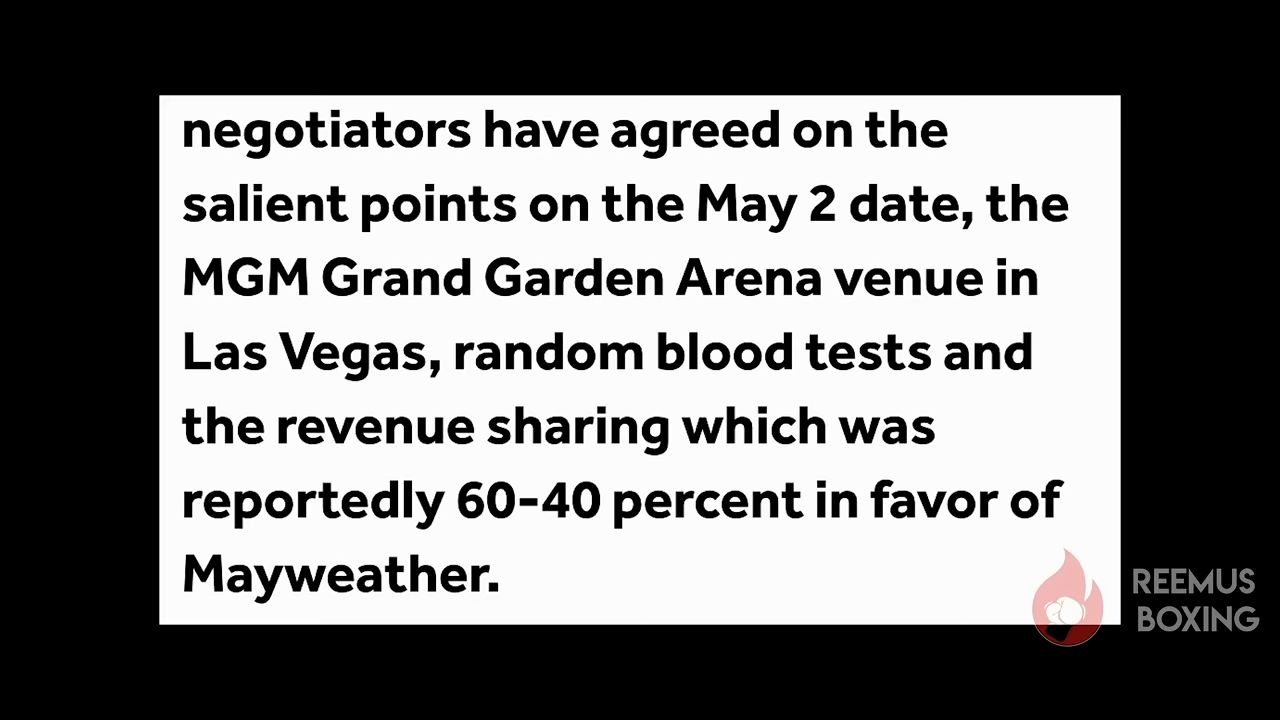 negotiators have agreed on the
salient points on the May 2 date, the
MGM Grand Garden Arena venue in
Las Vegas, random blood tests and
the revenue sharing which was
reportedly 60-40 percent in favor of
Mayweather.
REEMUS
BOXING